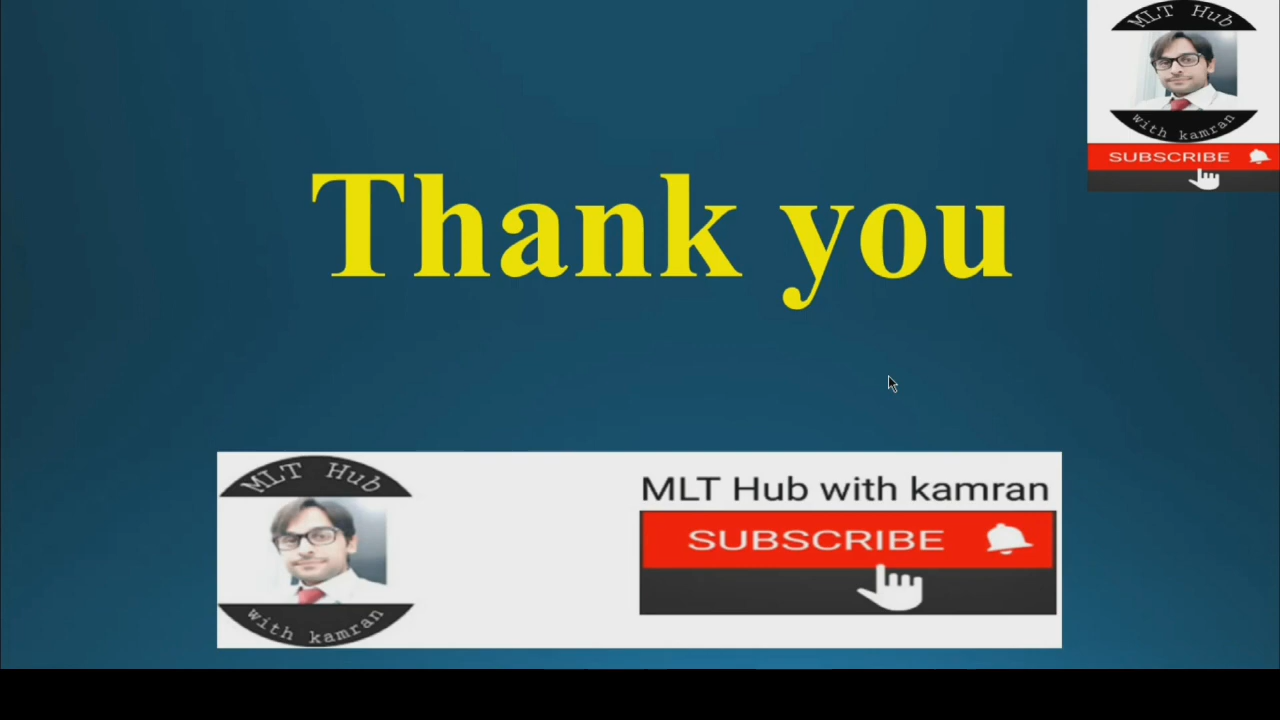 MLT Hub
with kamran
SUBSCRIBE
Thank you
MLT Hub
with kamran
MLT Hub with kamran
SUBSCRIBE